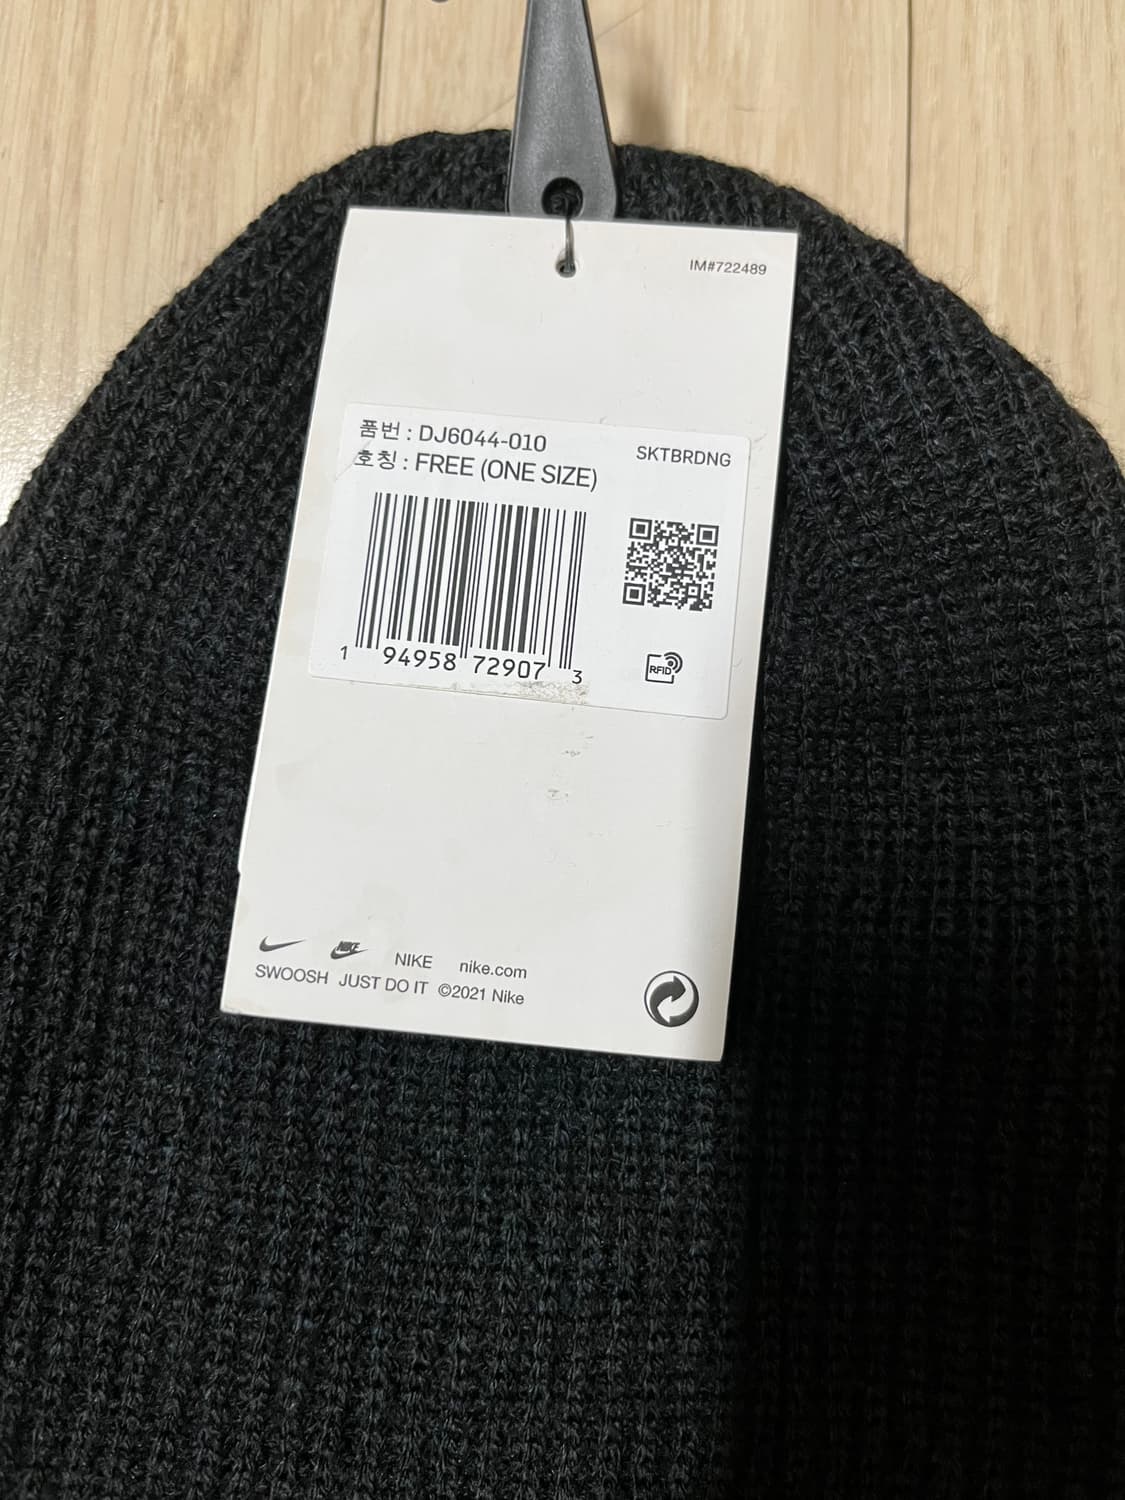 IM#722489
품번 : DJ6044-010
SKTBRDNG
호칭 : FREE (ONE SIZE)
1 94958 72907 3
RFID
NIKE
NIKE nike.com
SWOOSH JUST DO IT ©2021 Nike